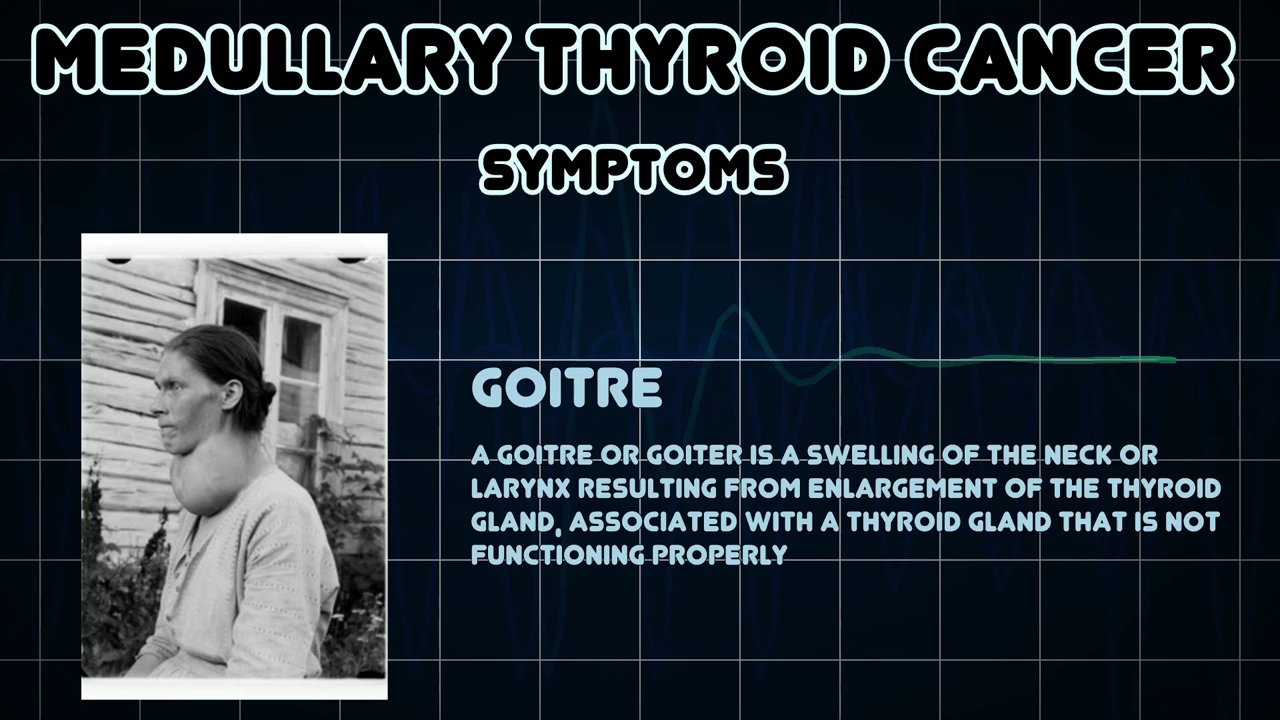 MEDULLARY THYROID CANCER
SYMPTOMS
GOITRE
A GOITRE OR GOITER IS A SWELLING OF THE NECK OR
LARYNX RESULTING FROM ENLARGEMENT OF THE THYROID
GLAND, ASSOCIATED WITH A THYROID GLAND THAT IS NOT
FUNCTIONING PROPERLY